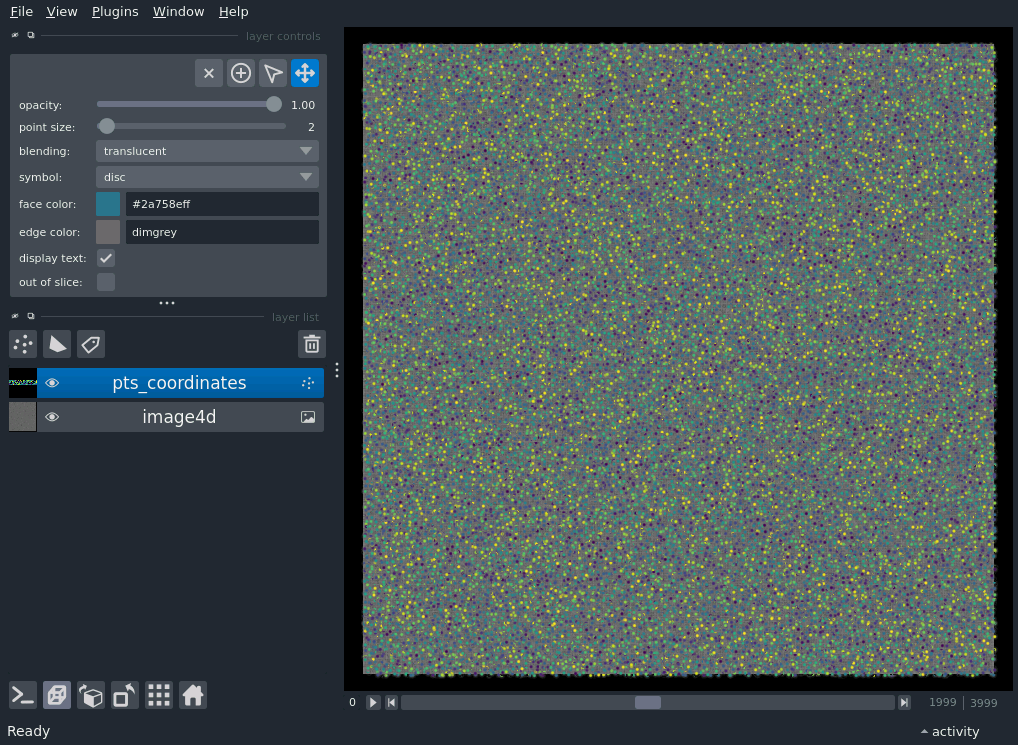 File View Plugins Window Help
layer controls
opacity: 1.00
point size: 2
blending: translucent
symbol: disc
face color: #2a758eff
edge color: dimgrey
display text:
out of slice:
layer list
pts_coordinates
image4d
0 1999 3999
Ready activity